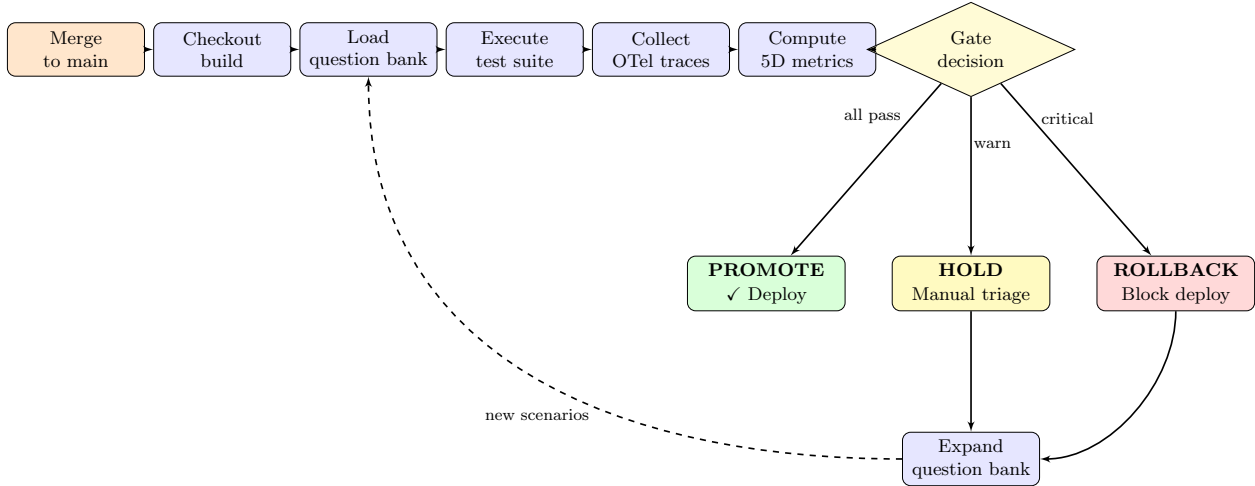 Merge
to main
Checkout
build
Load
question bank
Execute
test suite
Collect
OTel traces
Compute
5D metrics
Gate
decision
all pass
warn
critical
PROMOTE
✓ Deploy
HOLD
Manual triage
ROLLBACK
Block deploy
new scenarios
Expand
question bank